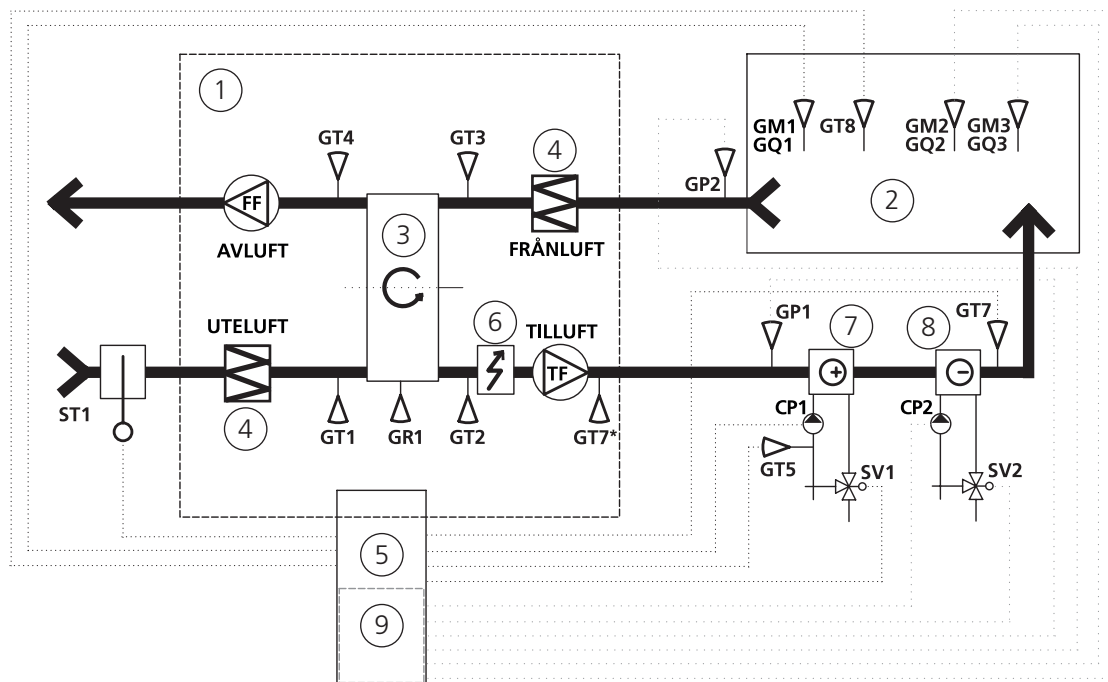 1
GT4
GT3
4
GM1
GQ1
GT8
GM2
GQ2
GM3
GQ3
GP2
2
FF
3
AVLUFT
FRÅNLUFT
UTELUFT
6
TILLUFT
GP1
7
8
GT7
TF
ST1
4
GT1
GR1
GT2
GT7*
CP1
CP2
GT5
SV1
SV2
5
9